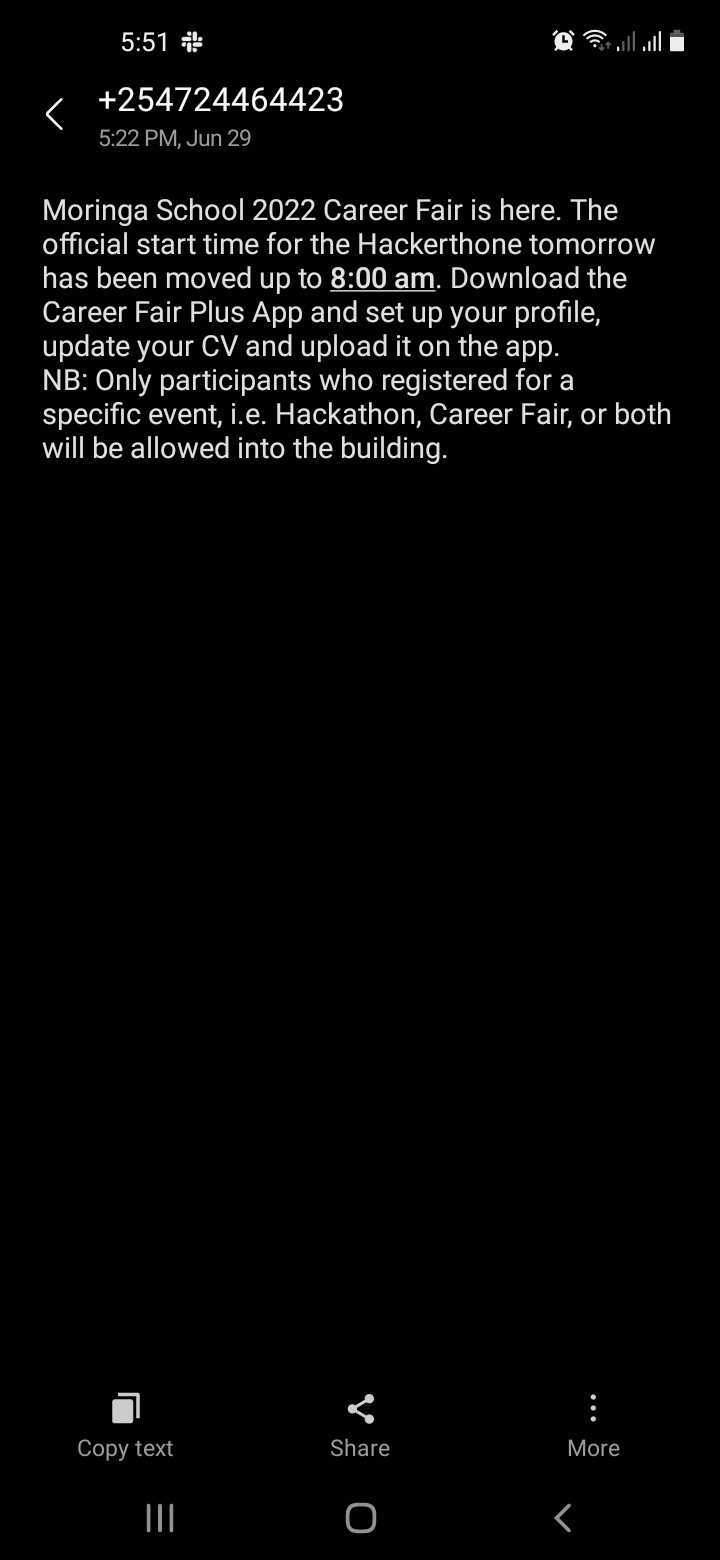 5:51
+254724464423
5:22 PM, Jun 29
Moringa School 2022 Career Fair is here. The
official start time for the Hackerthone tomorrow
has been moved up to 8:00 am. Download the
Career Fair Plus App and set up your profile,
update your CV and upload it on the app.
NB: Only participants who registered for a
specific event, i.e. Hackathon, Career Fair, or both
will be allowed into the building.
Copy text
Share
More